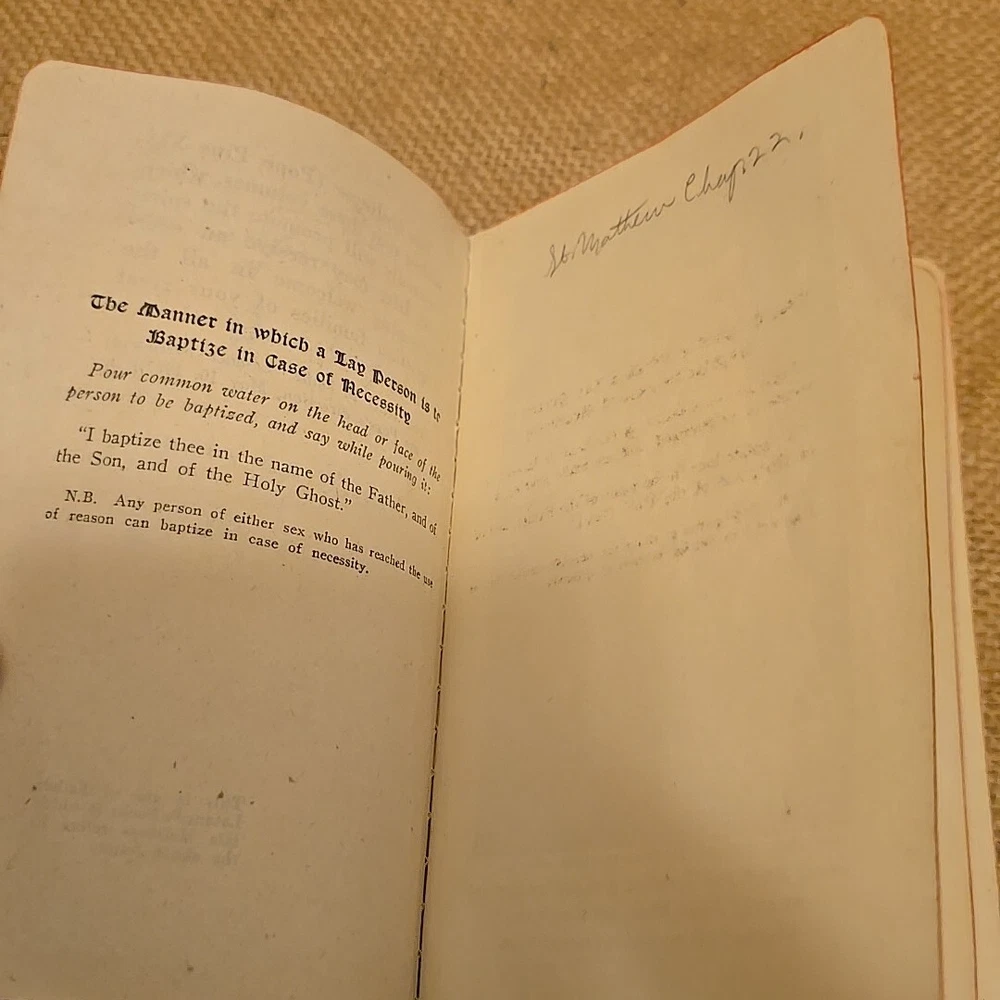 The Manner in which a Lay Person is to
Baptize in Case of Necessity
Pour common water on the head or face of the
person to be baptized, and say while pouring it:
"I baptize thee in the name of the Father, and of
the Son, and of the Holy Ghost."
N.B. Any person of either sex who has reached the use
of reason can baptize in case of necessity.
St. Mathew Chap. 22.